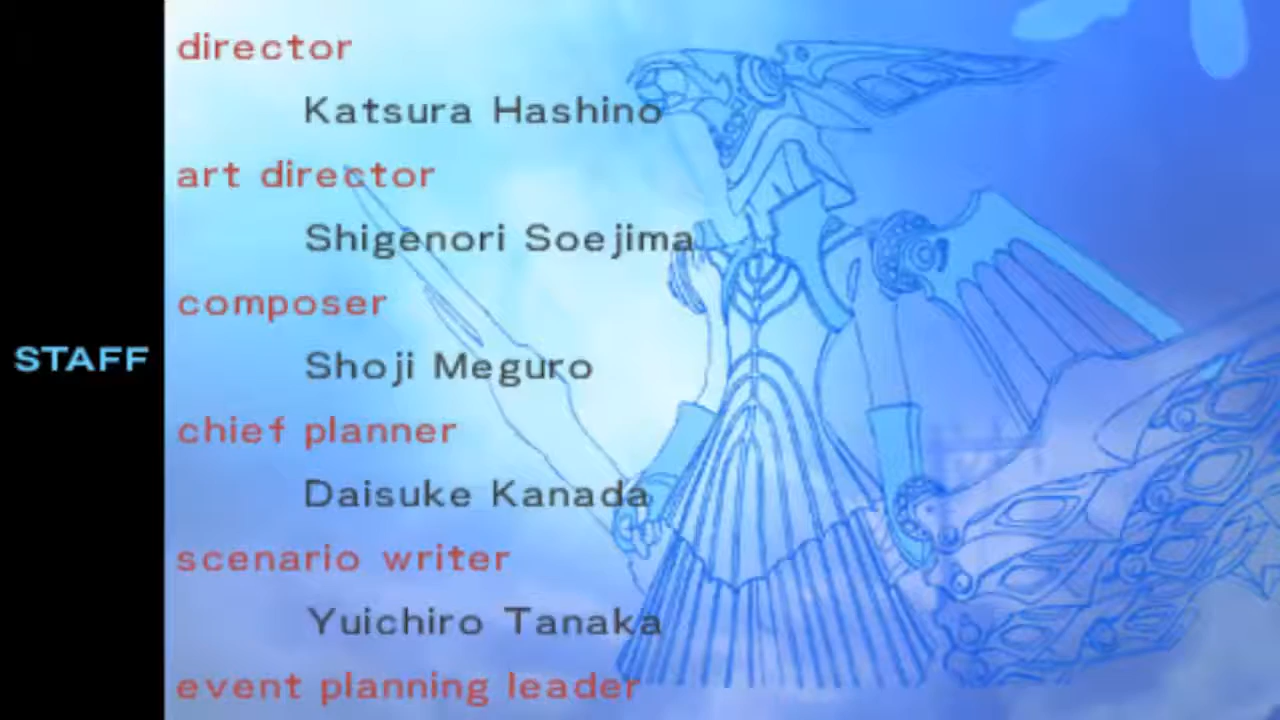 director
Katsura Hashino
art director
Shigenori Soejima
composer
Shoji Meguro
STAFF
chief planner
Daisuke Kanada
scenario writer
Yuichiro Tanaka
event planning leader